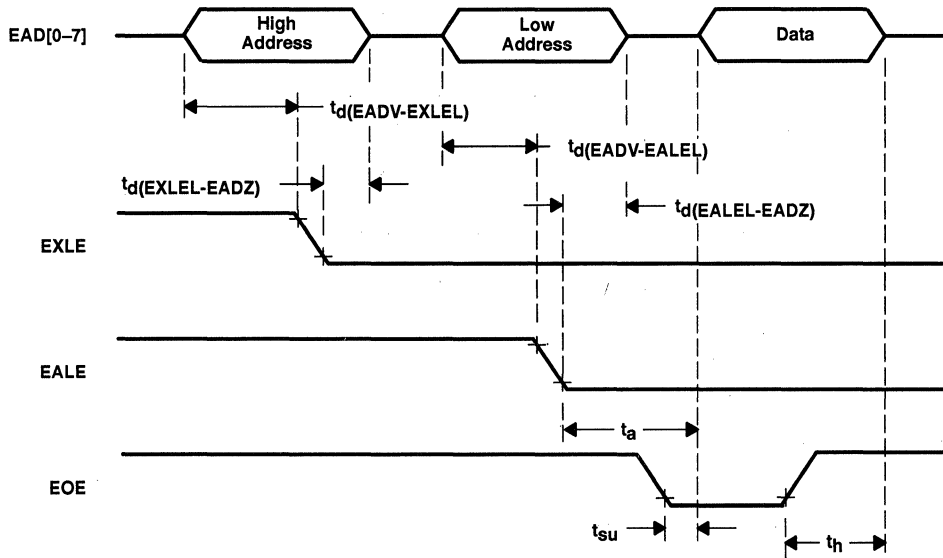 EAD[0–7]
High
Address
Low
Address
Data
td(EADV-EXLEL)
td(EADV-EALEL)
td(EXLEL-EADZ)
td(EALEL-EADZ)
EXLE
EALE
ta
EOE
tsu
th